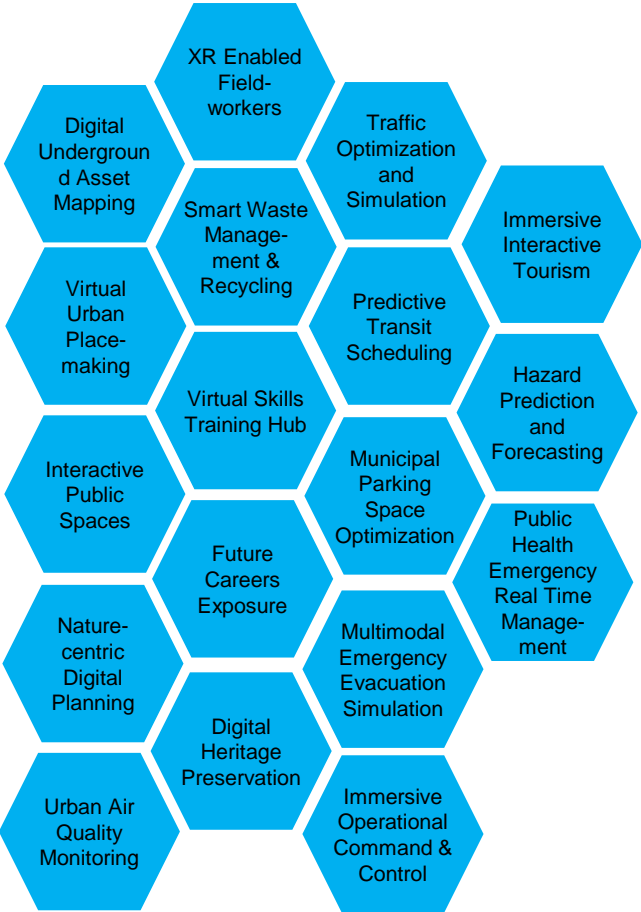 XR Enabled
Field-
workers
Digital
Undergroun
d Asset
Mapping
Traffic
Optimization
and
Simulation
Smart Waste
Manage-
ment &
Recycling
Immersive
Interactive
Tourism
Virtual
Urban
Place-
making
Predictive
Transit
Scheduling
Virtual Skills
Training Hub
Hazard
Prediction
and
Forecasting
Interactive
Public
Spaces
Municipal
Parking
Space
Optimization
Public
Health
Emergency
Real Time
Manage-
ment
Future
Careers
Exposure
Nature-
centric
Digital
Planning
Multimodal
Emergency
Evacuation
Simulation
Digital
Heritage
Preservation
Urban Air
Quality
Monitoring
Immersive
Operational
Command &
Control